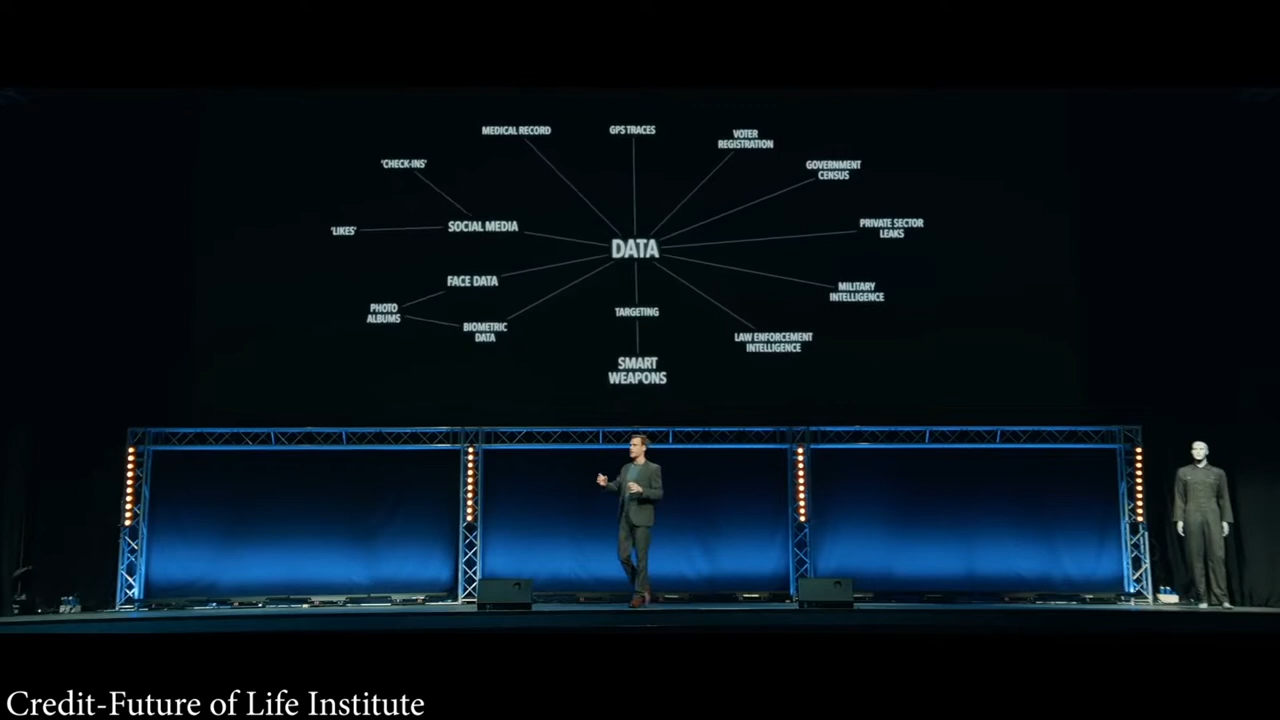 MEDICAL RECORD
GPS TRACES
VOTER
REGISTRATION
'CHECK-INS'
GOVERNMENT
CENSUS
'LIKES'
SOCIAL MEDIA
PRIVATE SECTOR
LEAKS
DATA
FACE DATA
MILITARY
INTELLIGENCE
PHOTO
ALBUMS
BIOMETRIC
DATA
TARGETING
LAW ENFORCEMENT
INTELLIGENCE
SMART
WEAPONS
Credit-Future of Life Institute